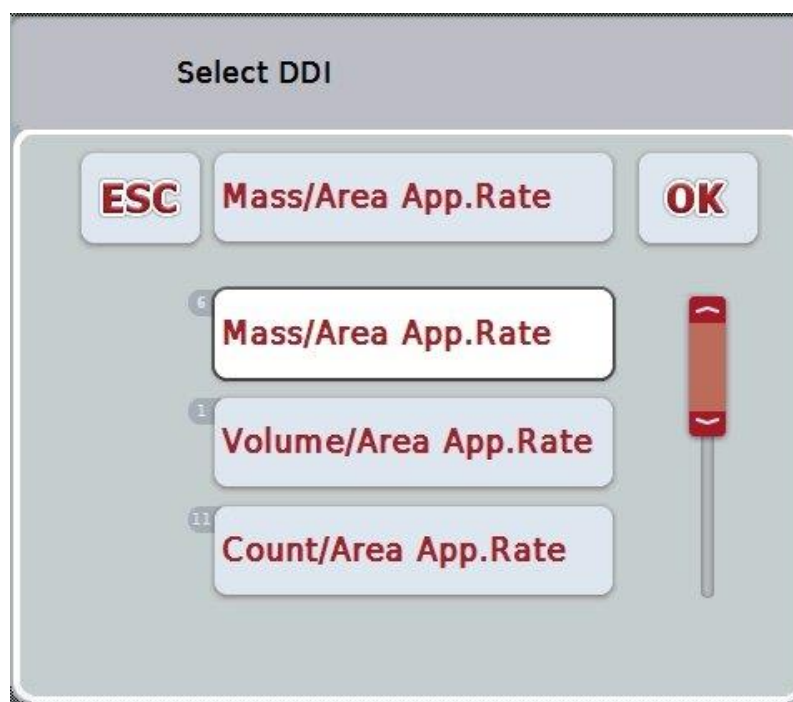 Select DDI
ESC Mass/Area App.Rate OK
6
Mass/Area App.Rate
1
Volume/Area App.Rate
11
Count/Area App.Rate